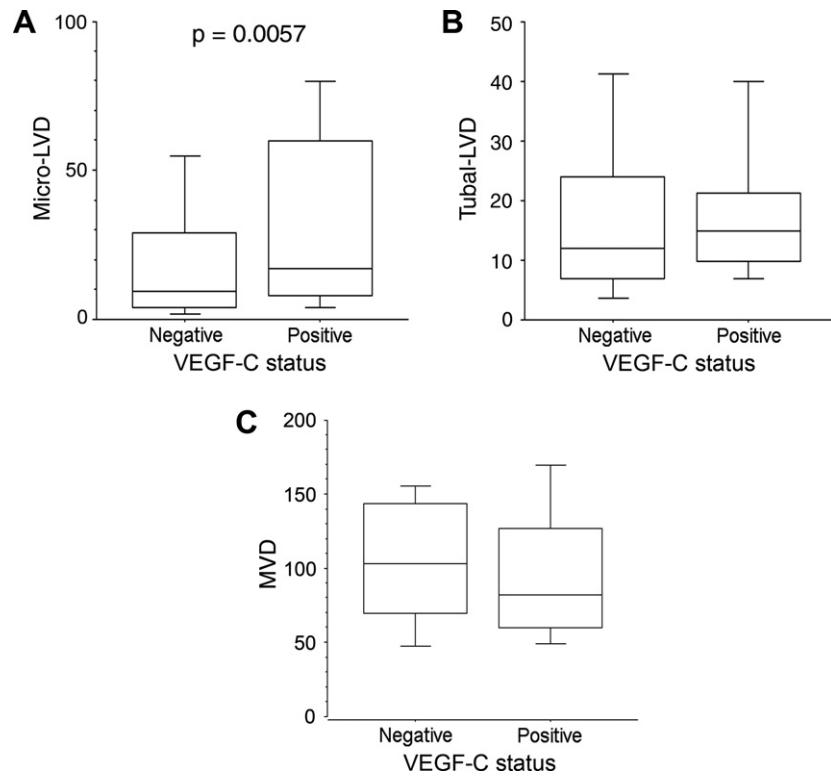 A
p = 0.0057
100
50
0
Micro-LVD
Negative Positive
VEGF-C status
B
50
40
30
20
10
0
Tubal-LVD
Negative Positive
VEGF-C status
C
200
150
100
50
0
MVD
Negative Positive
VEGF-C status